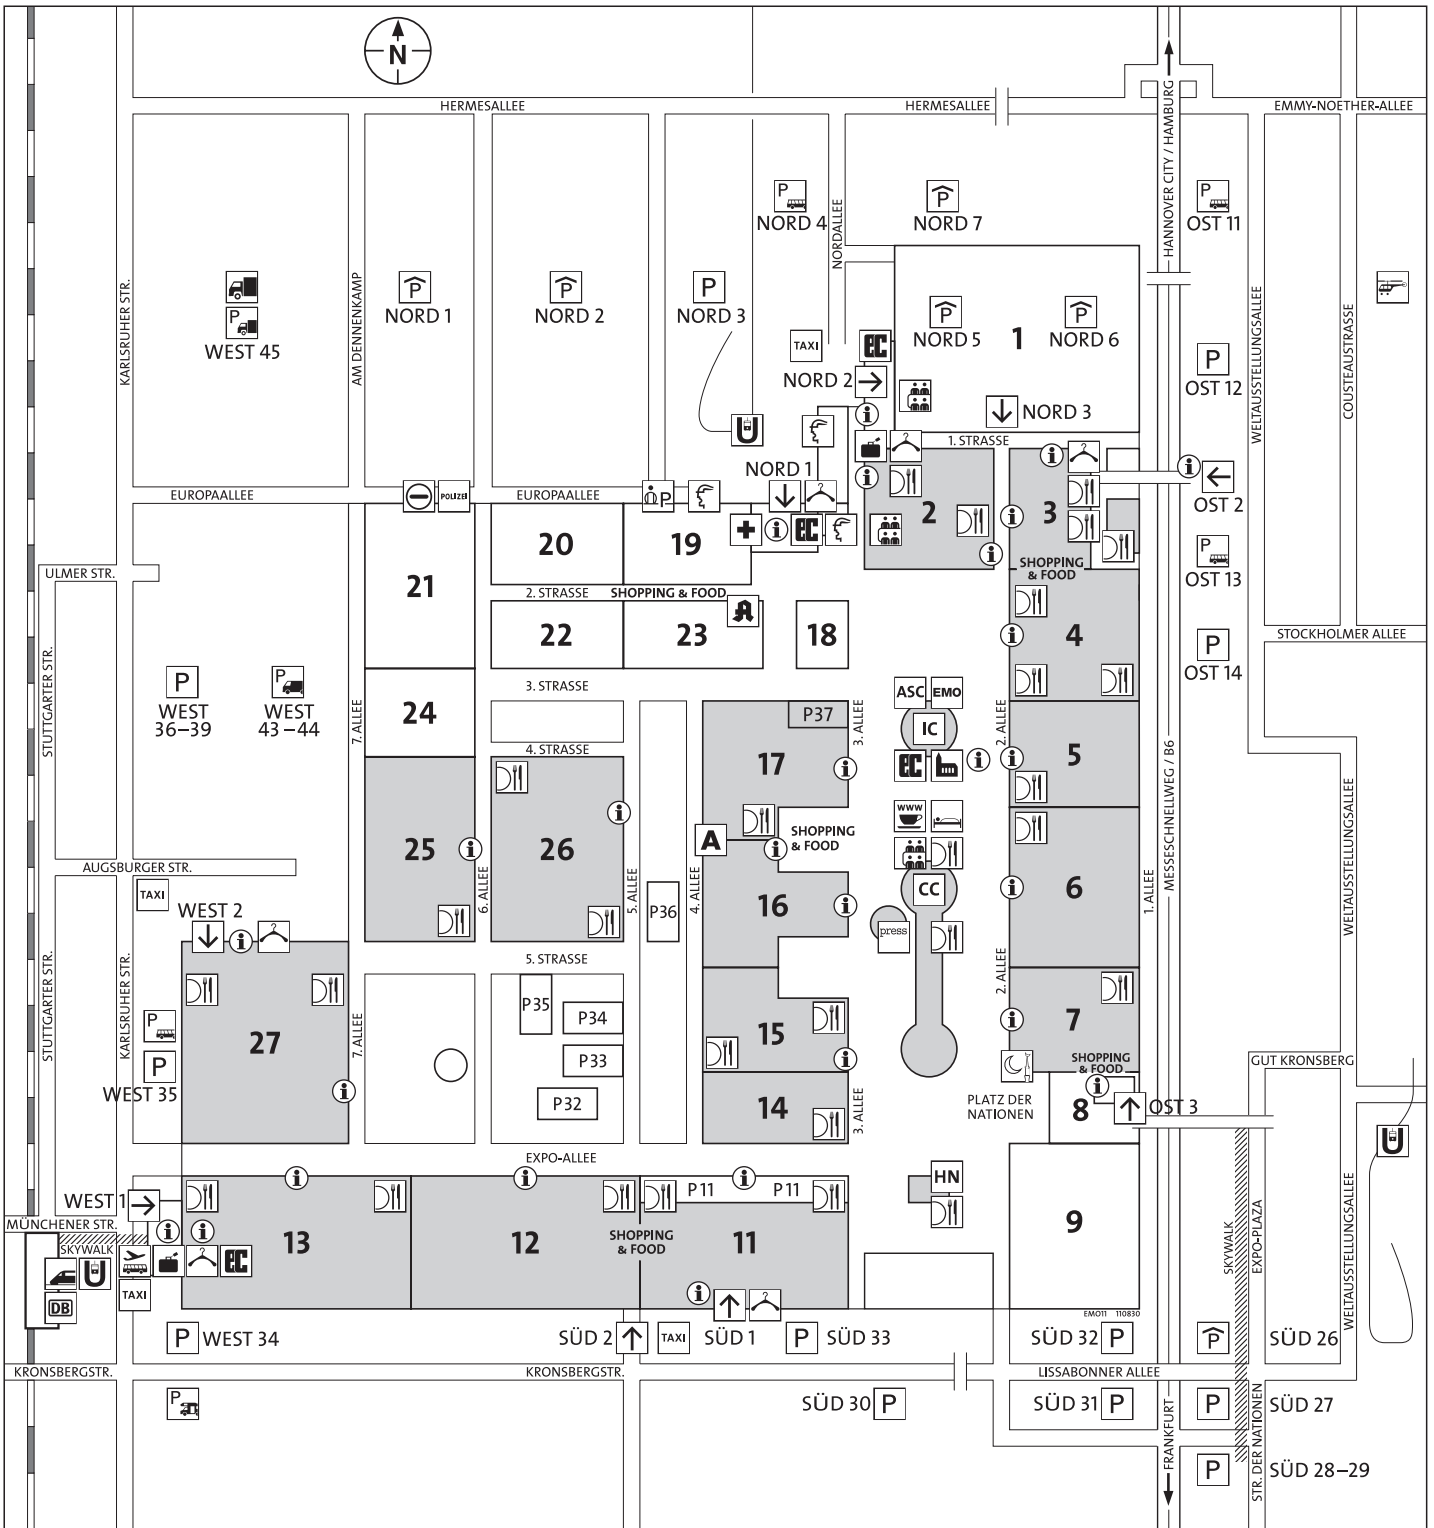 N
HERMESALLEE
HERMESALLEE
EMMY-NOETHER-ALLEE
HANNOVER CITY / HAMBURG
P
NORD 4
P
NORD 7
P
OST 11
NORDALLEE
KARLSRUHER STR.
AM DENNENKAMP
WELTAUSSTELLUNGSALLEE
COUSTEAUSTRASSE
P
WEST 45
P
NORD 1
P
NORD 2
P
NORD 3
P
NORD 5
1
P
NORD 6
TAXI
EC
P
OST 12
NORD 2
NORD 3
U
1. STRASSE
NORD 1
OST 2
EUROPAALLEE
POLIZEI
EUROPAALLEE
P
EC
2
3
20
19
21
ULMER STR.
2. STRASSE
SHOPPING & FOOD
SHOPPING
& FOOD
P
OST 13
22
23
A
18
4
STOCKHOLMER ALLEE
P
OST 14
STUTTGARTER STR.
P
WEST
36–39
P
WEST
43–44
3. STRASSE
7. ALLEE
24
ASC
EMO
IC
P37
3. ALLEE
2. ALLEE
4. STRASSE
17
EC
5
MESSESCHNELLWEG / B6
WELTAUSSTELLUNGSALLEE
www
A
SHOPPING
& FOOD
25
26
AUGSBURGER STR.
6. ALLEE
5. ALLEE
4. ALLEE
CC
6
1. ALLEE
TAXI
WEST 2
P36
16
press
5. STRASSE
2. ALLEE
STUTTGARTER STR.
KARLSRUHER STR.
P
P
WEST 35
27
7. ALLEE
P35
P34
P33
P32
15
14
3. ALLEE
7
SHOPPING
& FOOD
GUT KRONSBERG
PLATZ DER
NATIONEN
8
OST 3
U
EXPO-ALLEE
WEST 1
MÜNCHENER STR.
SKYWALK
U
DB
TAXI
EC
13
12
SHOPPING
& FOOD
P11
P11
11
HN
9
SKYWALK
EXPO-PLAZA
WELTAUSSTELLUNGSALLEE
EMO11 110830
P
WEST 34
SÜD 2
TAXI
SÜD 1
P
SÜD 33
SÜD 32
P
P
SÜD 26
KRONSBERGSTR.
KRONSBERGSTR.
LISSABONNER ALLEE
P
SÜD 30
P
SÜD 31
P
P
SÜD 27
FRANKFURT
STR. DER NATIONEN
P
SÜD 28–29